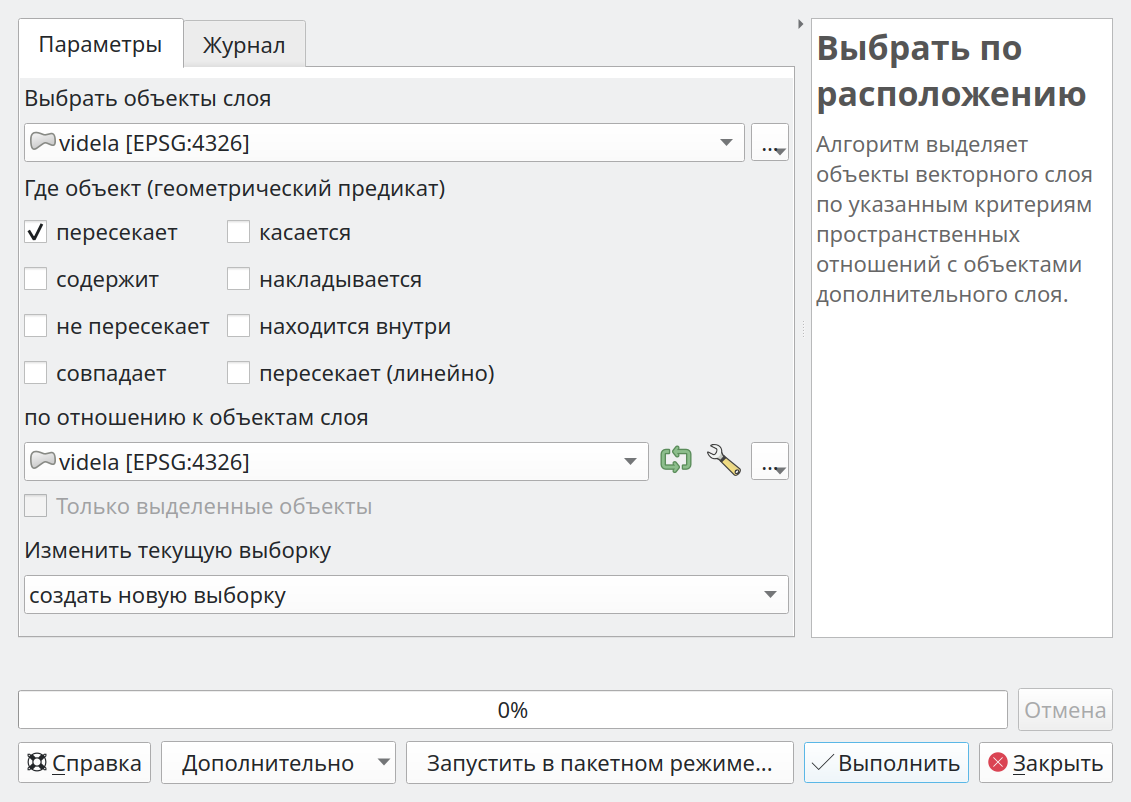 Параметры
Журнал
Выбрать объекты слоя
videla [EPSG:4326]
...
Где объект (геометрический предикат)
пересекает
касается
содержит
накладывается
не пересекает
находится внутри
совпадает
пересекает (линейно)
по отношению к объектам слоя
videla [EPSG:4326]
...
Только выделенные объекты
Изменить текущую выборку
создать новую выборку
Выбрать по
расположению
Алгоритм выделяет
объекты векторного слоя
по указанным критериям
пространственных
отношений с объектами
дополнительного слоя.
0%
Отмена
Справка
Дополнительно
Запустить в пакетном режиме...
Выполнить
Закрыть